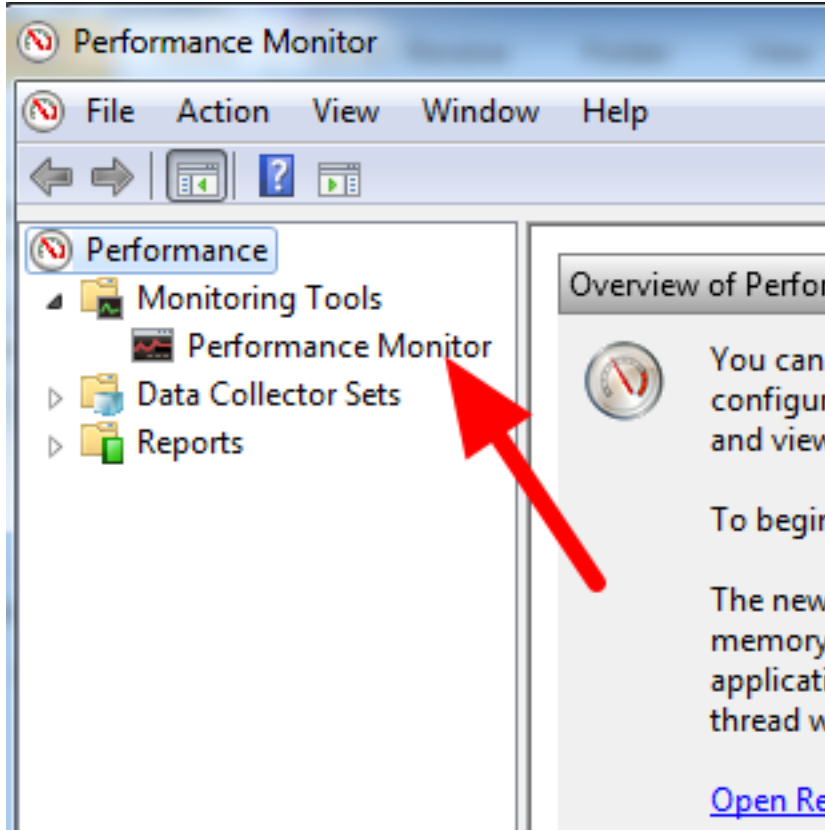 Performance Monitor
File Action View Window Help
Performance
Monitoring Tools
Performance Monitor
Data Collector Sets
Reports
Overview of Perfor
You can
configur
and view
To begin
The new
memory
applicati
thread w
Open Re